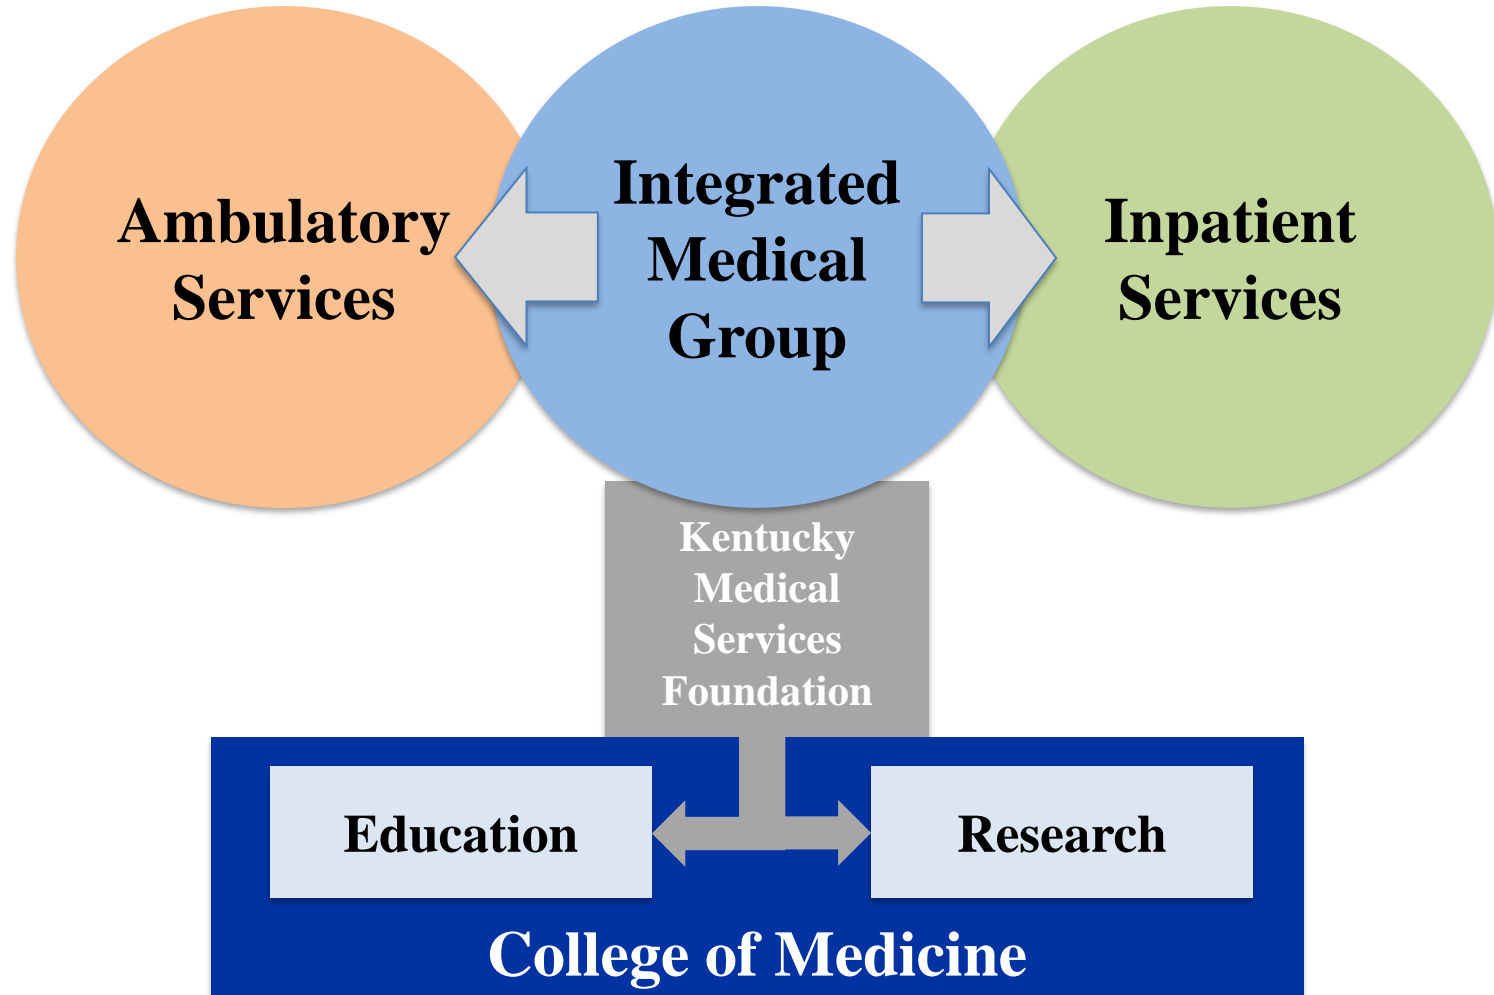 Ambulatory
Services
Integrated
Medical
Group
Inpatient
Services
Kentucky
Medical
Services
Foundation
Education
Research
College of Medicine